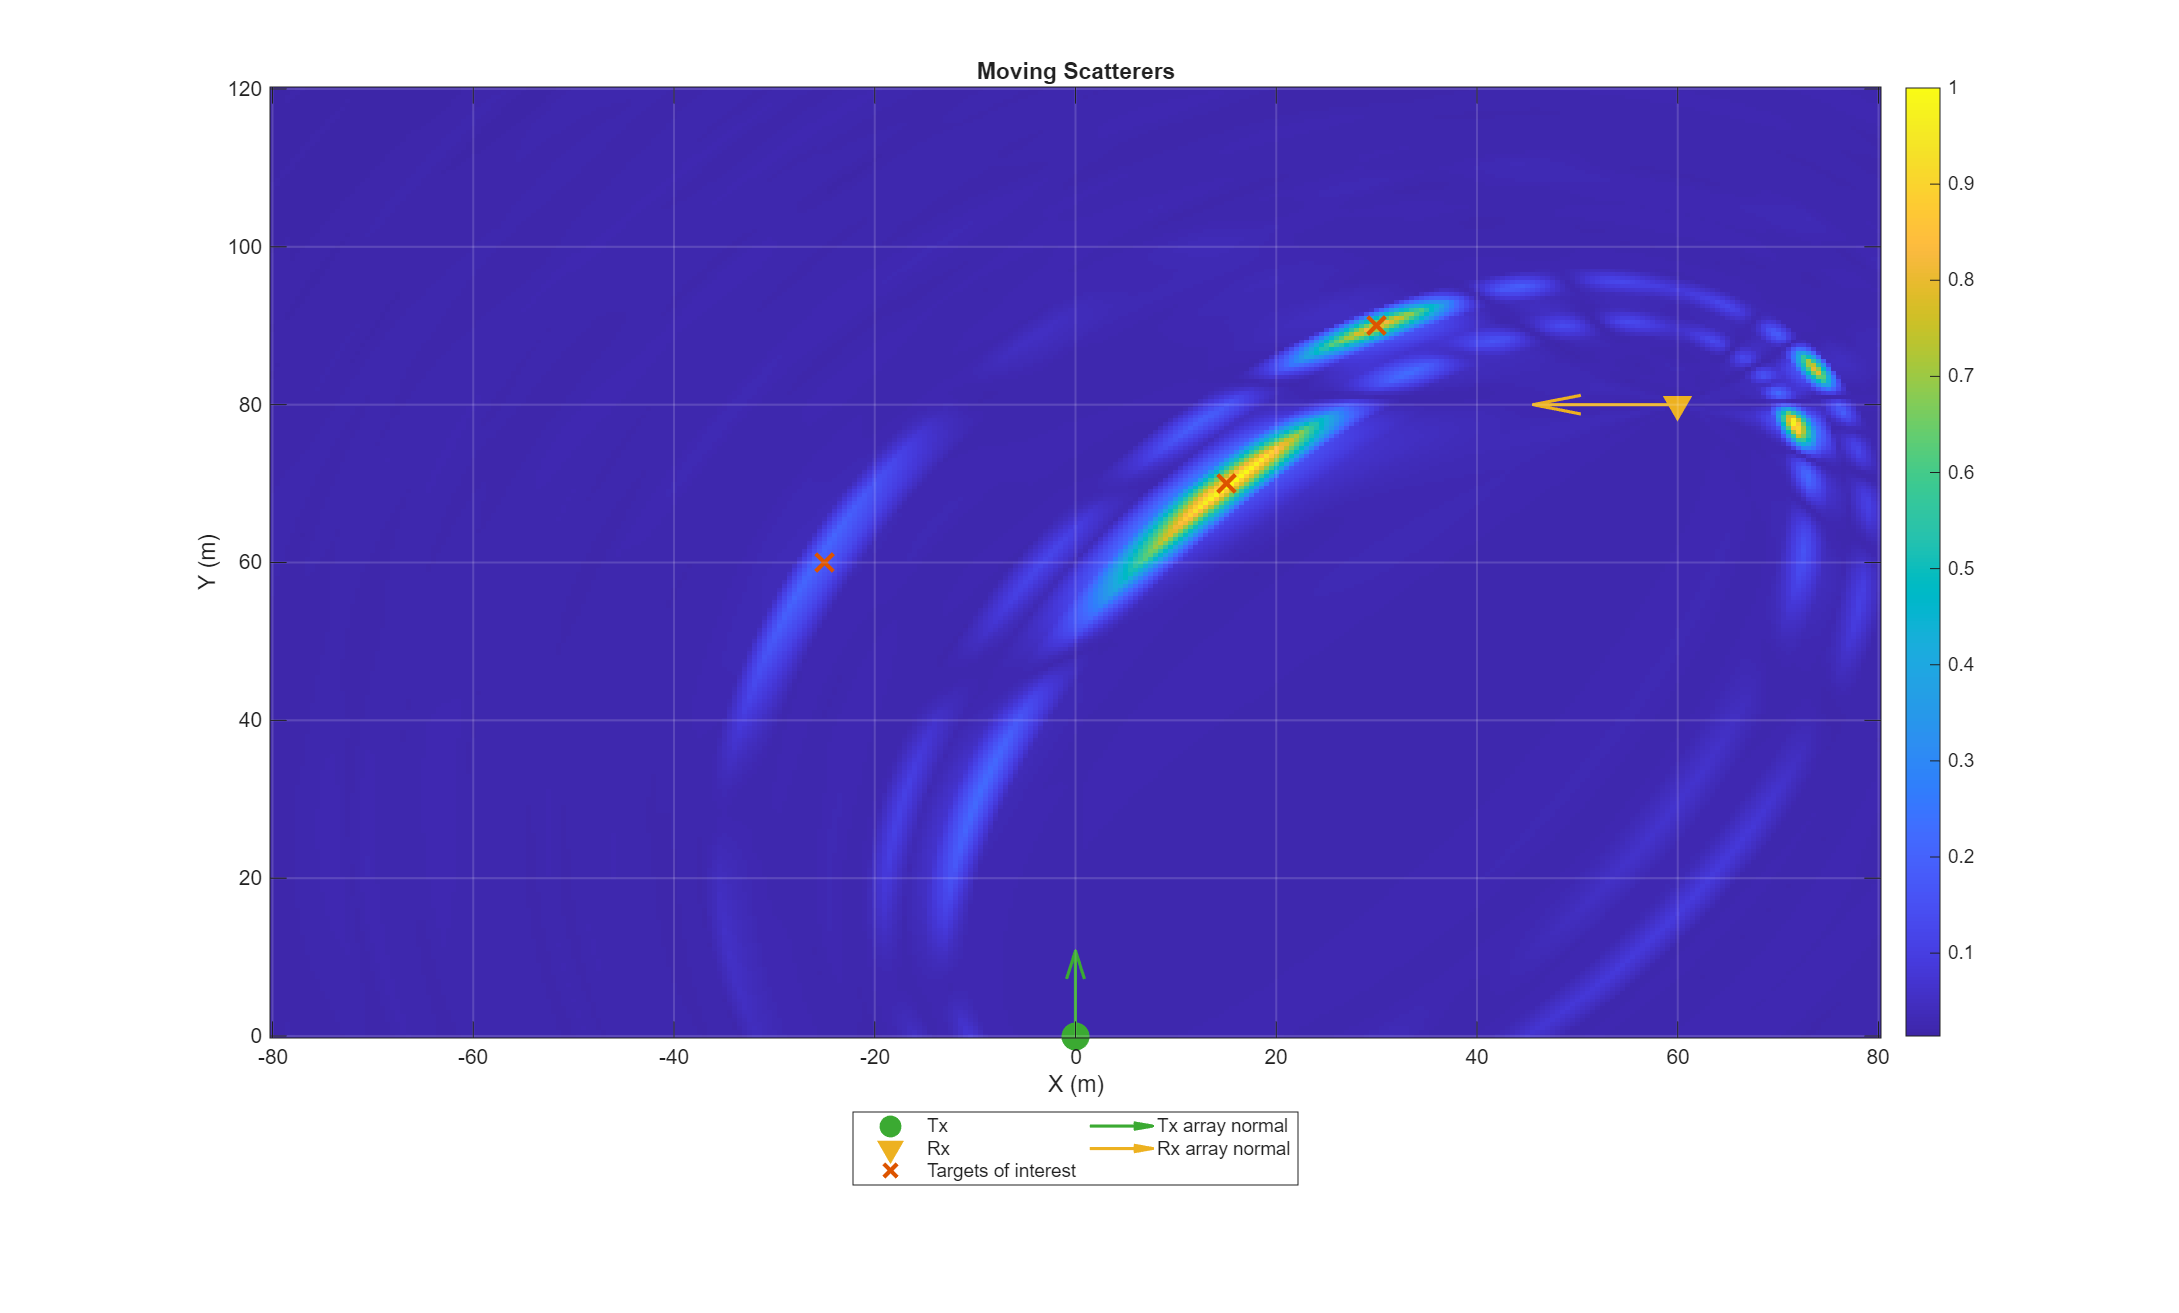 Moving Scatterers
120
100
80
60
40
20
0
Y (m)
-80 -60 -40 -20 0 20 40 60 80
X (m)
1
0.9
0.8
0.7
0.6
0.5
0.4
0.3
0.2
0.1
Tx Tx array normal
Rx Rx array normal
Targets of interest